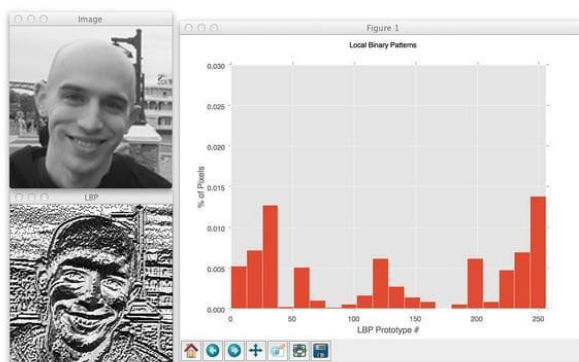 Image
LBP
Figure 1
Local Binary Patterns
% of Pixels
0.030
0.025
0.020
0.015
0.010
0.005
0.000
0 50 100 150 200 250
LBP Prototype #